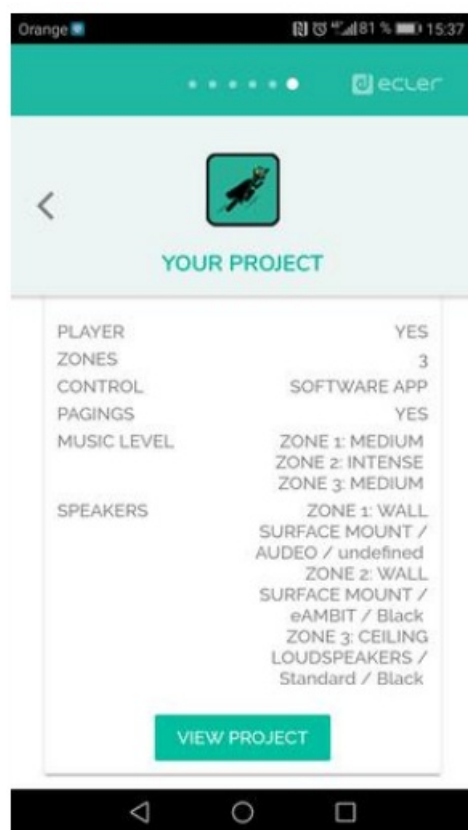 Orange 81 % 15:37
ecler
YOUR PROJECT
PLAYER YES
ZONES 3
CONTROL SOFTWARE APP
PAGINGS YES
MUSIC LEVEL ZONE 1: MEDIUM
ZONE 2: INTENSE
ZONE 3: MEDIUM
SPEAKERS ZONE 1: WALL
SURFACE MOUNT /
AUDEO / undefined
ZONE 2: WALL
SURFACE MOUNT /
eAMBIT / Black
ZONE 3: CEILING
LOUDSPEAKERS /
Standard / Black
VIEW PROJECT